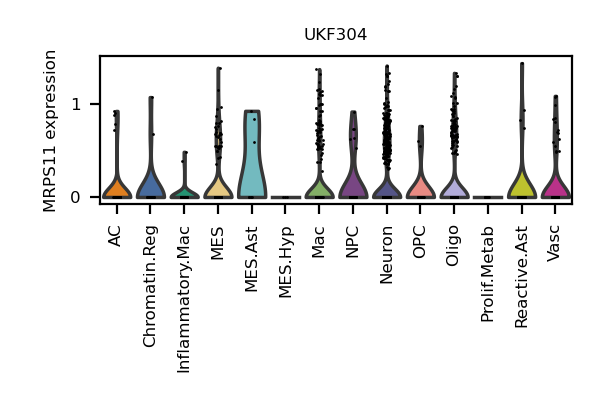 UKF304
MRPS11 expression
1
0
AC
Chromatin.Reg
Inflammatory.Mac
MES
MES.Ast
MES.Hyp
Mac
NPC
Neuron
OPC
Oligo
Prolif.Metab
Reactive.Ast
Vasc